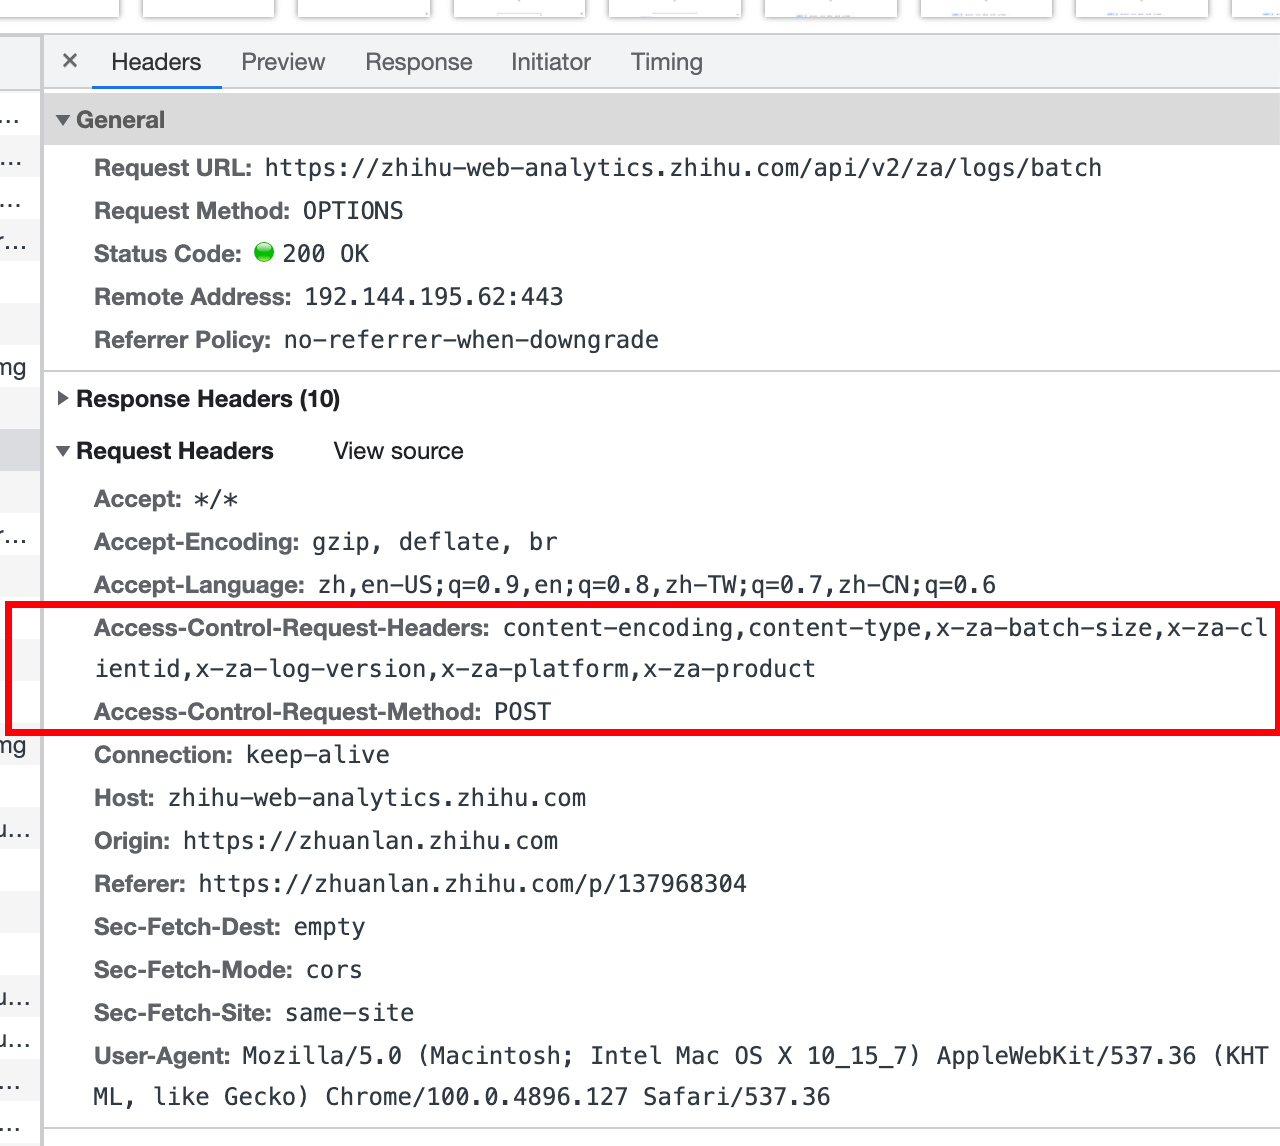 Headers Preview Response Initiator Timing
General
Request URL: https://zhihu-web-analytics.zhihu.com/api/v2/za/logs/batch
Request Method: OPTIONS
Status Code: 200 OK
Remote Address: 192.144.195.62:443
Referrer Policy: no-referrer-when-downgrade
Response Headers (10)
Request Headers View source
Accept: */*
Accept-Encoding: gzip, deflate, br
Accept-Language: zh,en-US;q=0.9,en;q=0.8,zh-TW;q=0.7,zh-CN;q=0.6
Access-Control-Request-Headers: content-encoding,content-type,x-za-batch-size,x-za-cl
ientid,x-za-log-version,x-za-platform,x-za-product
Access-Control-Request-Method: POST
Connection: keep-alive
Host: zhihu-web-analytics.zhihu.com
Origin: https://zhuanlan.zhihu.com
Referer: https://zhuanlan.zhihu.com/p/137968304
Sec-Fetch-Dest: empty
Sec-Fetch-Mode: cors
Sec-Fetch-Site: same-site
User-Agent: Mozilla/5.0 (Macintosh; Intel Mac OS X 10_15_7) AppleWebKit/537.36 (KHT
ML, like Gecko) Chrome/100.0.4896.127 Safari/537.36